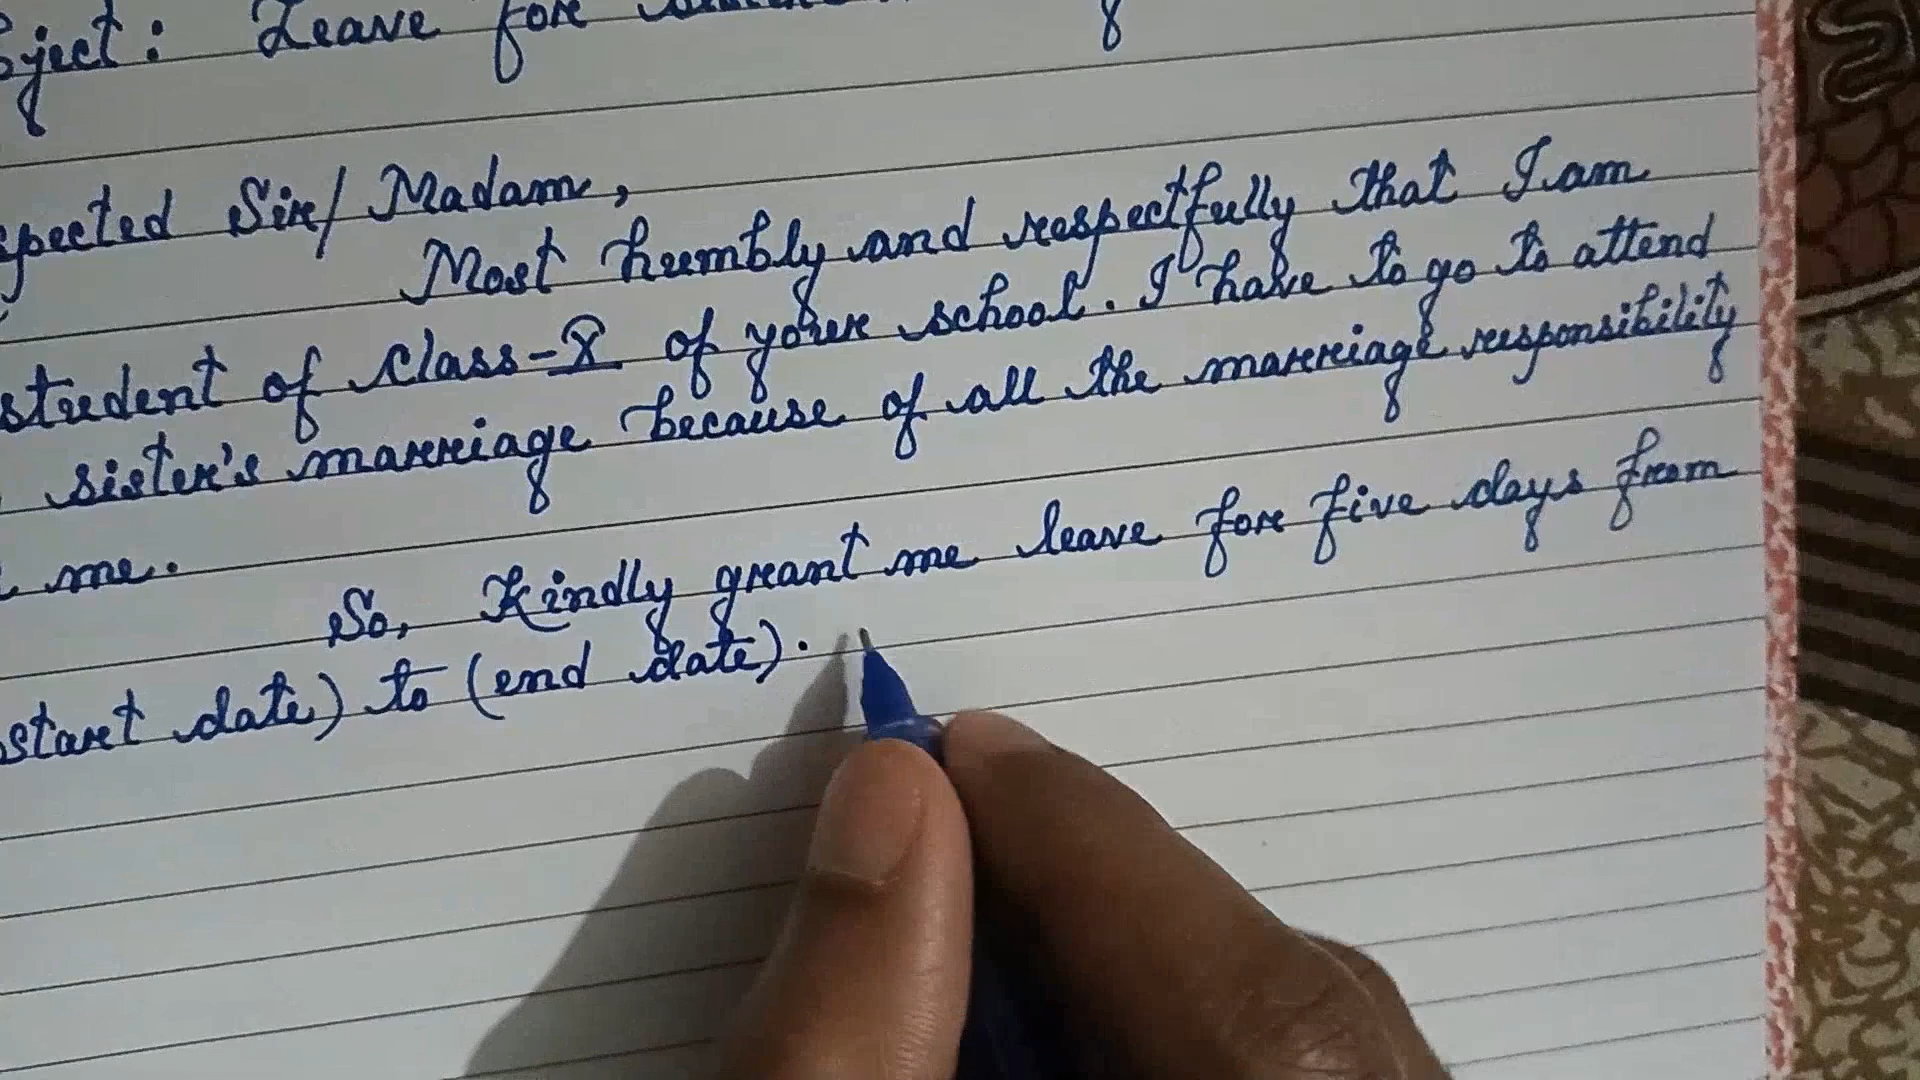 ject: Leave for
pected Sir/ Madam,
Most humbly and respectfully that I am
student of class-X of your school. I have to go to attend
sister's marriage because of all the marriage responsibility
me.
So, Kindly grant me leave for five days from
start date) to (end date).